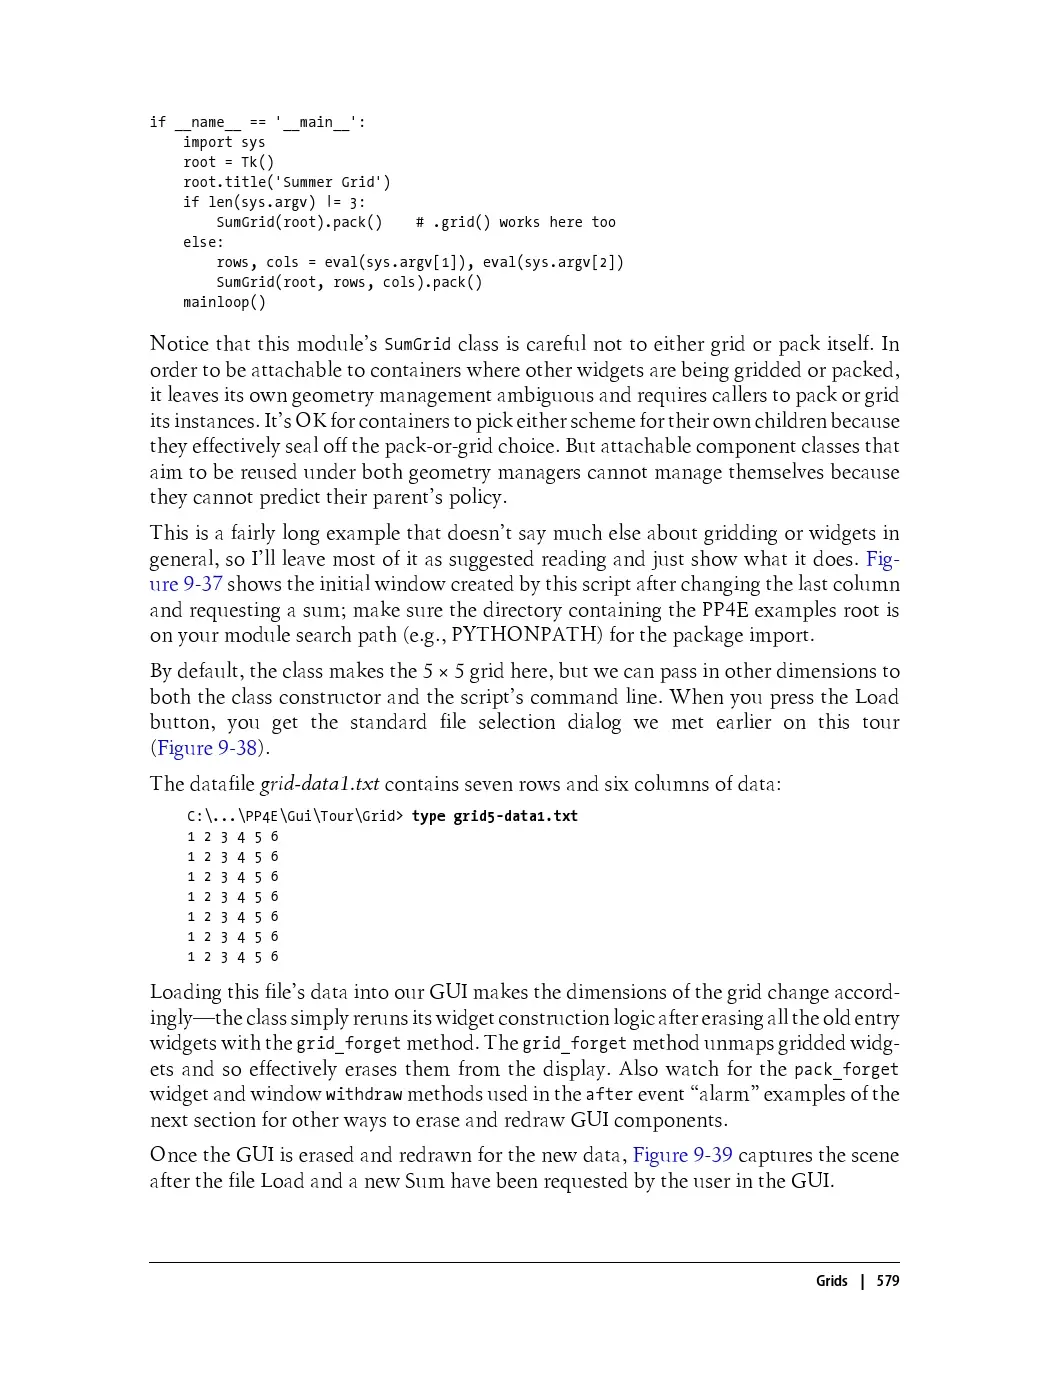 if __name__ == '__main__':
    import sys
    root = Tk()
    root.title('Summer Grid')
    if len(sys.argv) |= 3:
        SumGrid(root).pack()    # .grid() works here too
    else:
        rows, cols = eval(sys.argv[1]), eval(sys.argv[2])
        SumGrid(root, rows, cols).pack()
    mainloop()
Notice that this module’s SumGrid class is careful not to either grid or pack itself. In
order to be attachable to containers where other widgets are being gridded or packed,
it leaves its own geometry management ambiguous and requires callers to pack or grid
its instances. It’s OK for containers to pick either scheme for their own children because
they effectively seal off the pack-or-grid choice. But attachable component classes that
aim to be reused under both geometry managers cannot manage themselves because
they cannot predict their parent’s policy.
This is a fairly long example that doesn’t say much else about gridding or widgets in
general, so I’ll leave most of it as suggested reading and just show what it does. Fig-
ure 9-37 shows the initial window created by this script after changing the last column
and requesting a sum; make sure the directory containing the PP4E examples root is
on your module search path (e.g., PYTHONPATH) for the package import.
By default, the class makes the 5 × 5 grid here, but we can pass in other dimensions to
both the class constructor and the script’s command line. When you press the Load
button, you get the standard file selection dialog we met earlier on this tour
(Figure 9-38).
The datafile grid-data1.txt contains seven rows and six columns of data:
C:\...\PP4E\Gui\Tour\Grid> type grid5-data1.txt
1 2 3 4 5 6
1 2 3 4 5 6
1 2 3 4 5 6
1 2 3 4 5 6
1 2 3 4 5 6
1 2 3 4 5 6
1 2 3 4 5 6
Loading this file’s data into our GUI makes the dimensions of the grid change accord-
ingly—the class simply reruns its widget construction logic after erasing all the old entry
widgets with the grid_forget method. The grid_forget method unmaps gridded widg-
ets and so effectively erases them from the display. Also watch for the pack_forget
widget and window withdraw methods used in the after event “alarm” examples of the
next section for other ways to erase and redraw GUI components.
Once the GUI is erased and redrawn for the new data, Figure 9-39 captures the scene
after the file Load and a new Sum have been requested by the user in the GUI.
Grids | 579